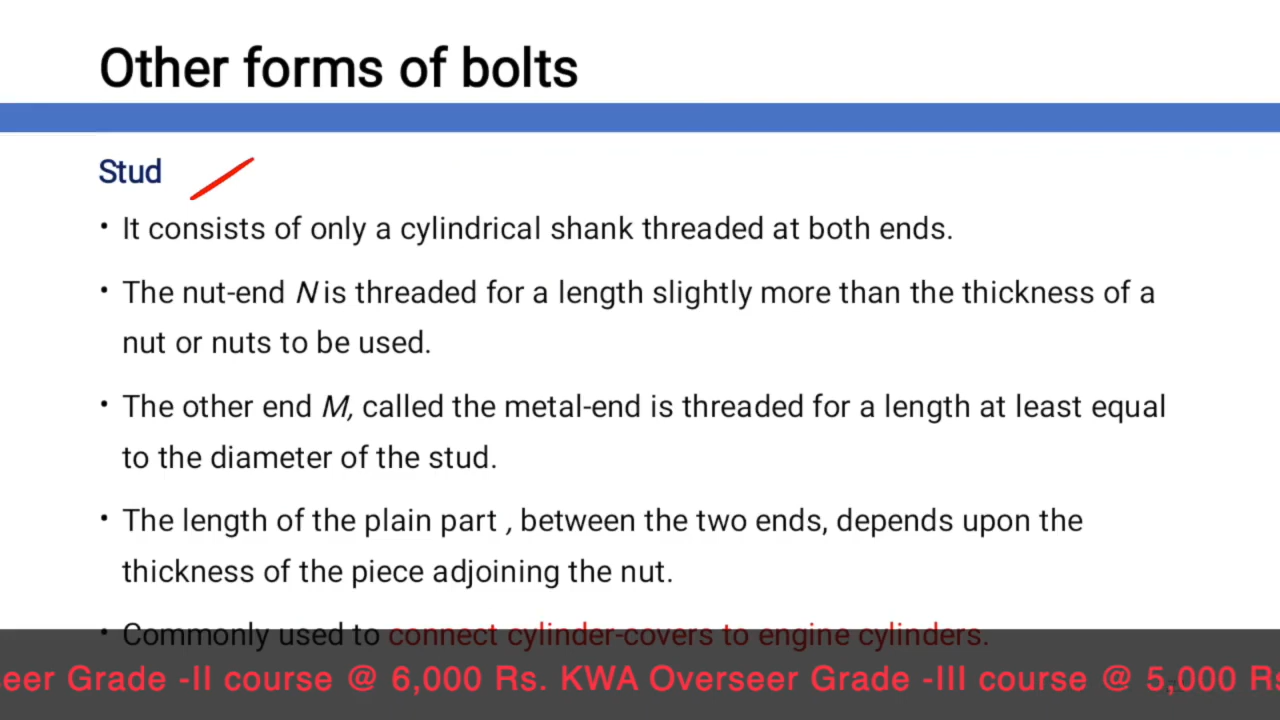 Other forms of bolts
Stud
• It consists of only a cylindrical shank threaded at both ends.
• The nut-end N is threaded for a length slightly more than the thickness of a
nut or nuts to be used.
• The other end M, called the metal-end is threaded for a length at least equal
to the diameter of the stud.
• The length of the plain part , between the two ends, depends upon the
thickness of the piece adjoining the nut.
• Commonly used to connect cylinder-covers to engine cylinders.
seer Grade -II course @ 6,000 Rs. KWA Overseer Grade -III course @ 5,000 Rs